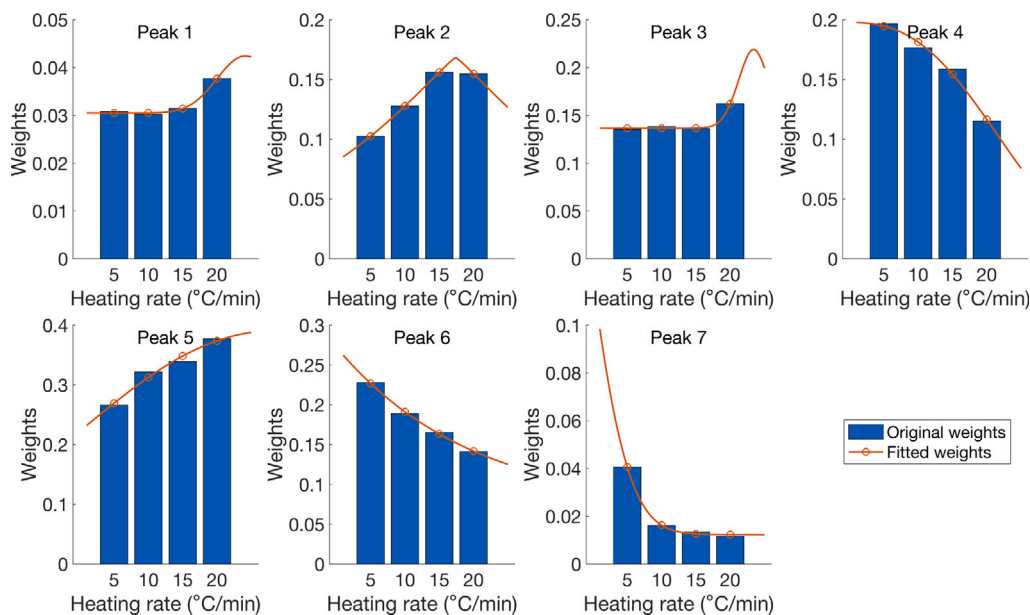 Peak 1
Weights
0.05
0.04
0.03
0.02
0.01
0
5 10 15 20
Heating rate (°C/min)
Peak 2
Weights
0.2
0.15
0.1
0.05
0
5 10 15 20
Heating rate (°C/min)
Peak 3
Weights
0.25
0.2
0.15
0.1
0.05
0
5 10 15 20
Heating rate (°C/min)
Peak 4
Weights
0.2
0.15
0.1
0.05
0
5 10 15 20
Heating rate (°C/min)
Peak 5
Weights
0.4
0.3
0.2
0.1
0
5 10 15 20
Heating rate (°C/min)
Peak 6
Weights
0.3
0.25
0.2
0.15
0.1
0.05
0
5 10 15 20
Heating rate (°C/min)
Peak 7
Weights
0.1
0.08
0.06
0.04
0.02
0
5 10 15 20
Heating rate (°C/min)
Original weights
Fitted weights